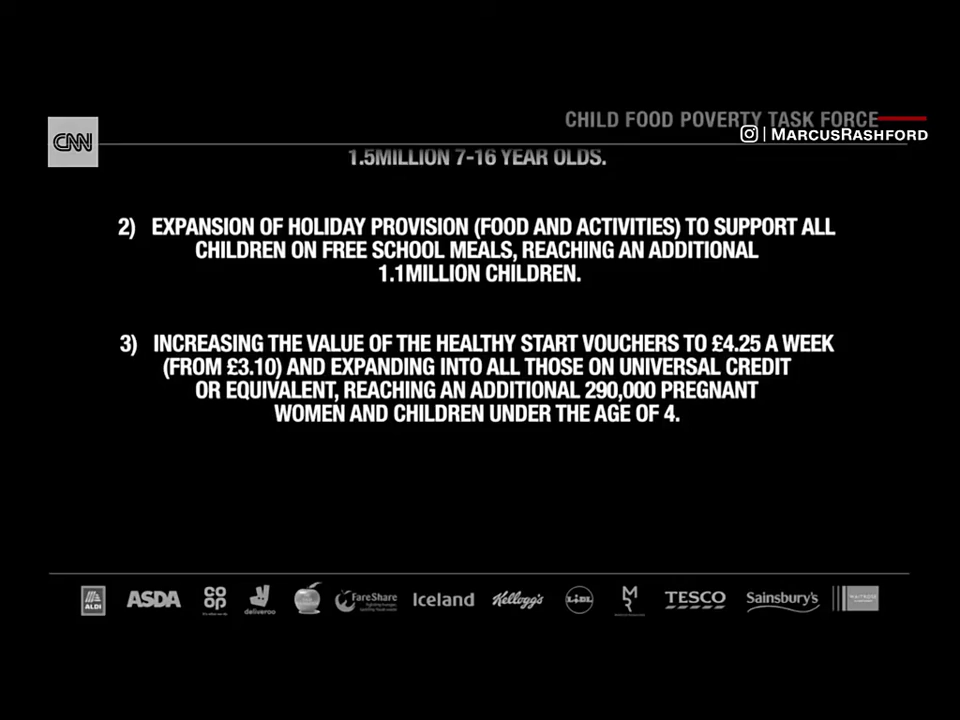 CHILD FOOD POVERTY TASK FORCE
CNN
| MARCUSRASHFORD
1.5MILLION 7-16 YEAR OLDS.
2) EXPANSION OF HOLIDAY PROVISION (FOOD AND ACTIVITIES) TO SUPPORT ALL
CHILDREN ON FREE SCHOOL MEALS, REACHING AN ADDITIONAL
1.1MILLION CHILDREN.
3) INCREASING THE VALUE OF THE HEALTHY START VOUCHERS TO £4.25 A WEEK
(FROM £3.10) AND EXPANDING INTO ALL THOSE ON UNIVERSAL CREDIT
OR EQUIVALENT, REACHING AN ADDITIONAL 290,000 PREGNANT
WOMEN AND CHILDREN UNDER THE AGE OF 4.
ALDI ASDA CO OP deliveroo FareShare Iceland Kellogg's LIDL MR TESCO Sainsbury's WAITROSE